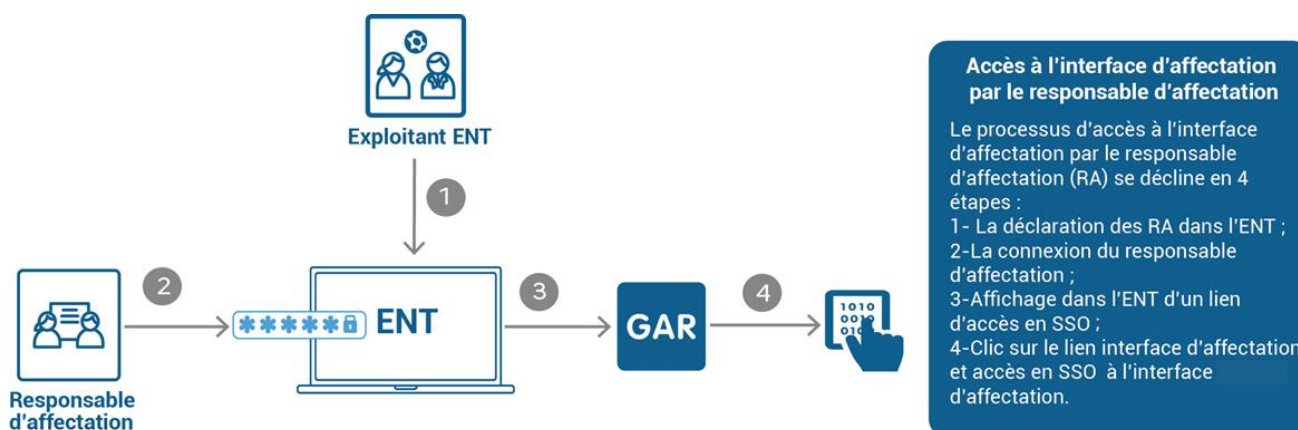 Exploitant ENT
1
2
***** ENT
3
GAR
4
1010
0010
010
Responsable
d'affectation
Accès à l'interface d'affectation
par le responsable d'affectation
Le processus d'accès à l'interface
d'affectation par le responsable
d'affectation (RA) se décline en 4
étapes :
1- La déclaration des RA dans l'ENT ;
2-La connexion du responsable
d'affectation ;
3-Affichage dans l'ENT d'un lien
d'accès en SSO ;
4-Clic sur le lien interface d'affectation
et accès en SSO à l'interface
d'affectation.